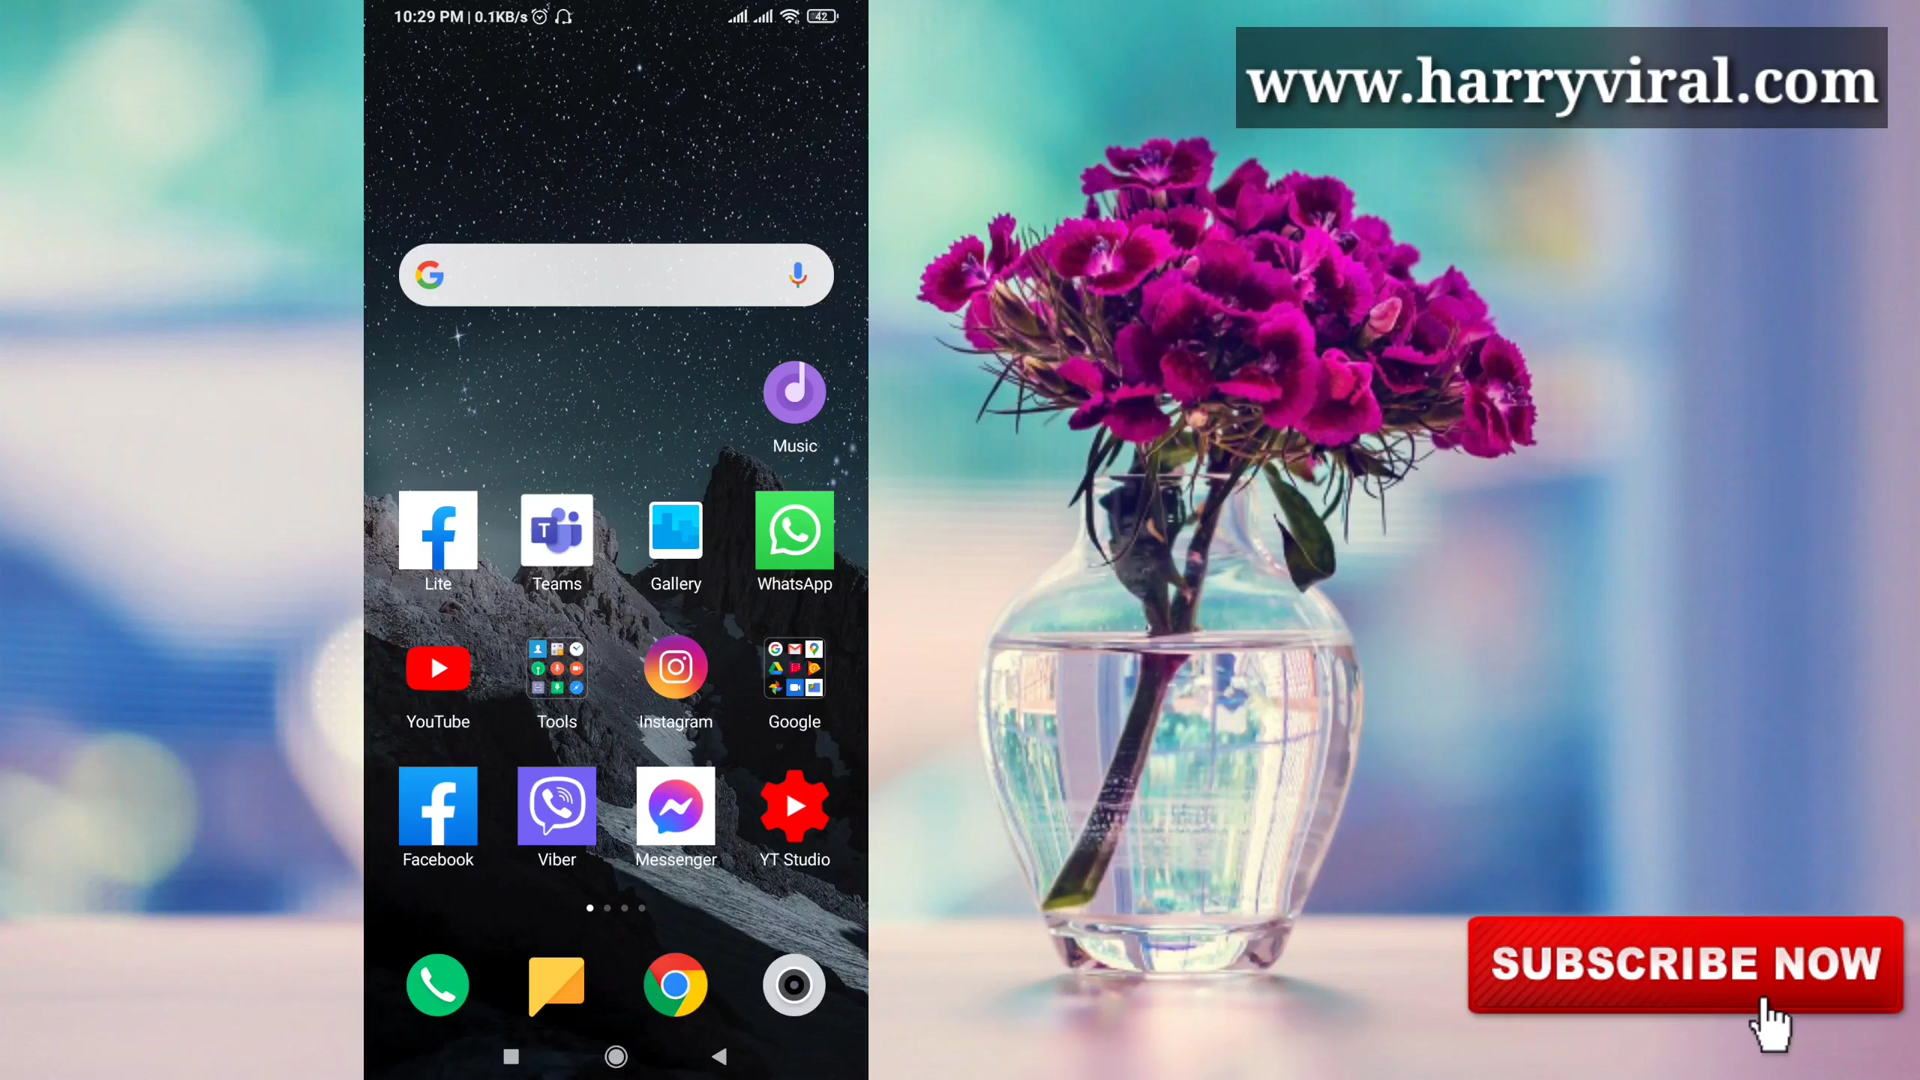 10:29 PM | 0.1KB/s
42
www.harryviral.com
Music
Lite
Teams
Gallery
WhatsApp
YouTube
Tools
Instagram
Google
Facebook
Viber
Messenger
YT Studio
SUBSCRIBE NOW